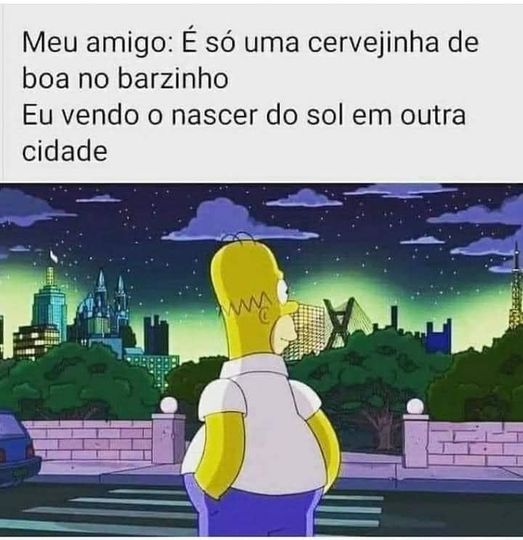 Meu amigo: É só uma cervejinha de
boa no barzinho
Eu vendo o nascer do sol em outra
cidade